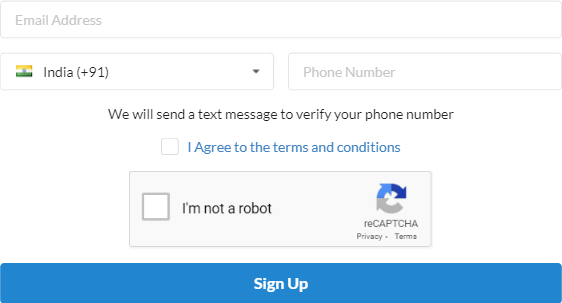 Email Address
India (+91)
Phone Number
We will send a text message to verify your phone number
I Agree to the terms and conditions
I'm not a robot
reCAPTCHA
Privacy - Terms
Sign Up